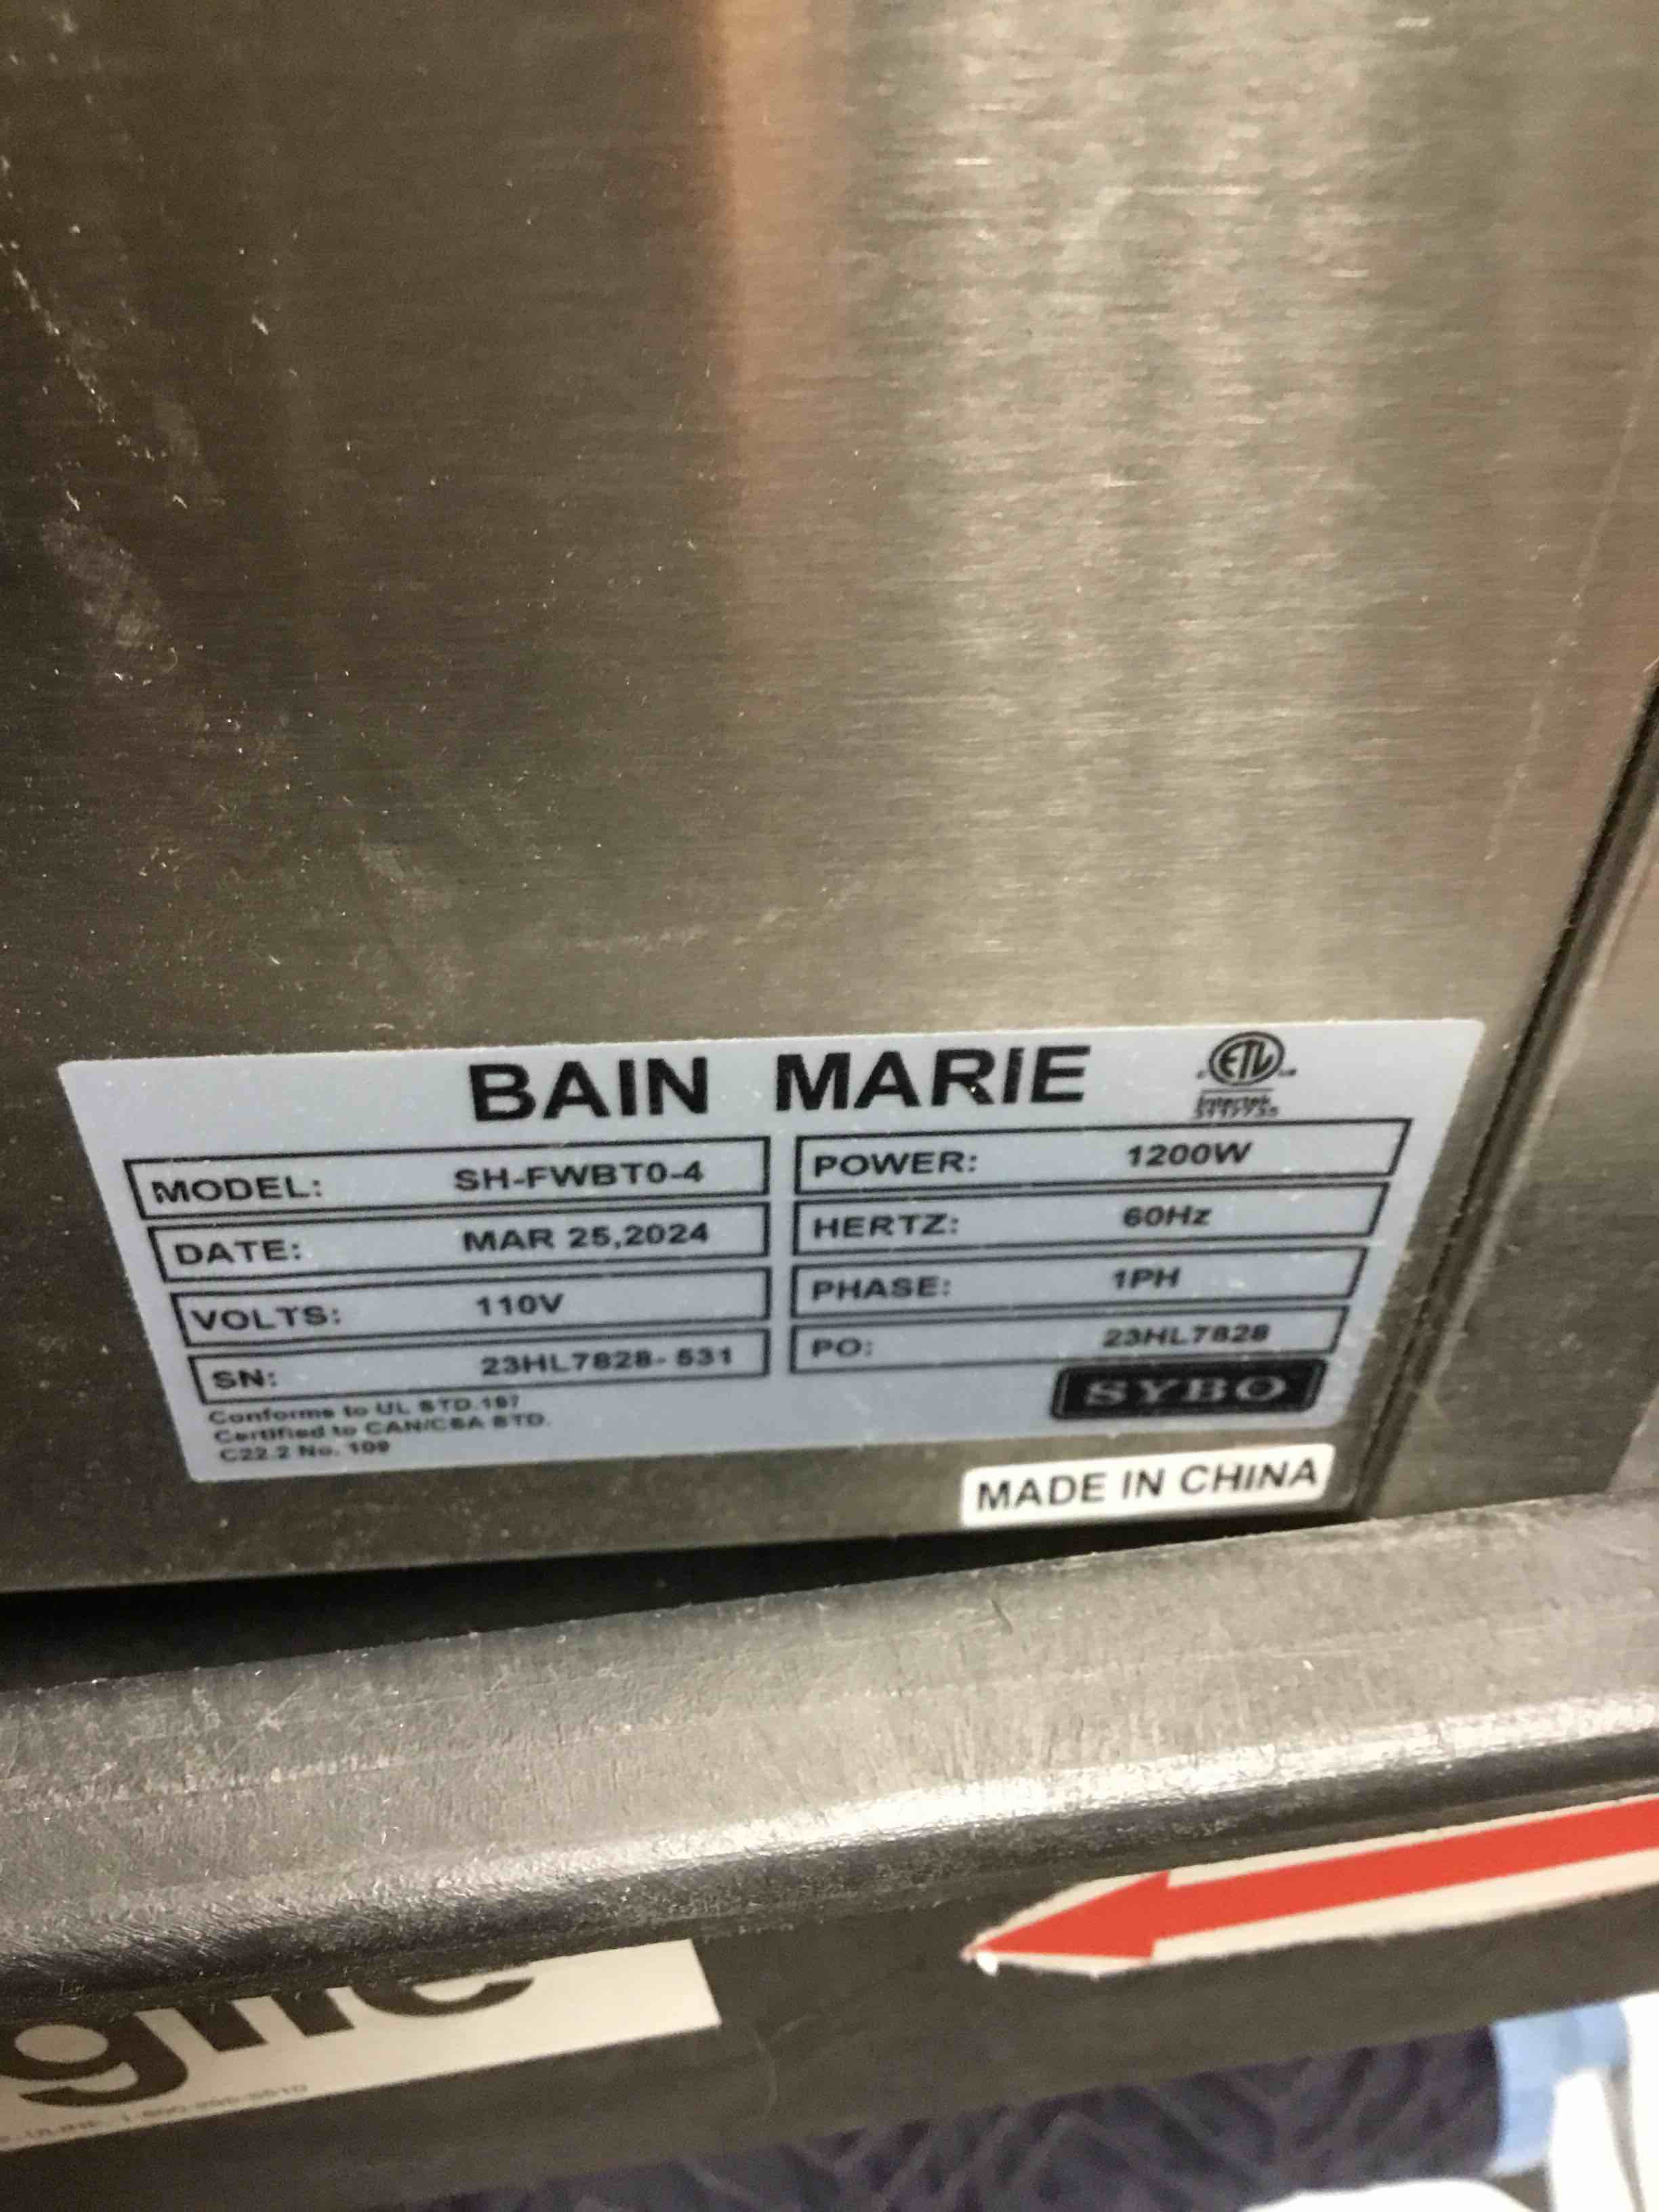 BAIN MARIE
ETL
Intertek
MODEL: SH-FWBT0-4
POWER: 1200W
DATE: MAR 25,2024
HERTZ: 60Hz
VOLTS: 110V
PHASE: 1PH
SN: 23HL7828-531
PO: 23HL7828
Conforms to UL STD.197
Certified to CAN/CSA STD.
C22.2 No. 109
SYBO
MADE IN CHINA